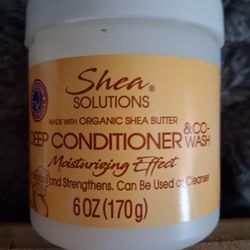 Shea®
SOLUTIONS
MADE WITH ORGANIC SHEA BUTTER
DEEP CONDITIONER & CO-WASH
Moisturizing Effect
and Strengthens. Can Be Used as Cleanser
6 OZ (170g)